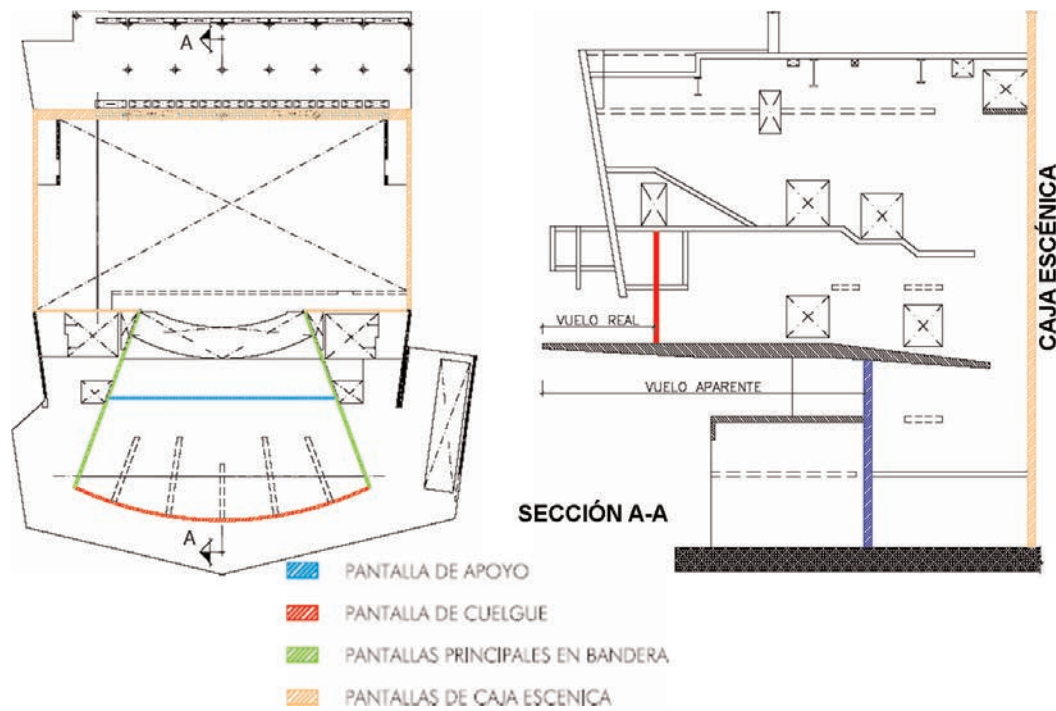 A
A
VUELO REAL
VUELO APARENTE
CAJA ESCÉNICA
SECCIÓN A-A
PANTALLA DE APOYO
PANTALLA DE CUELGUE
PANTALLAS PRINCIPALES EN BANDERA
PANTALLAS DE CAJA ESCENICA